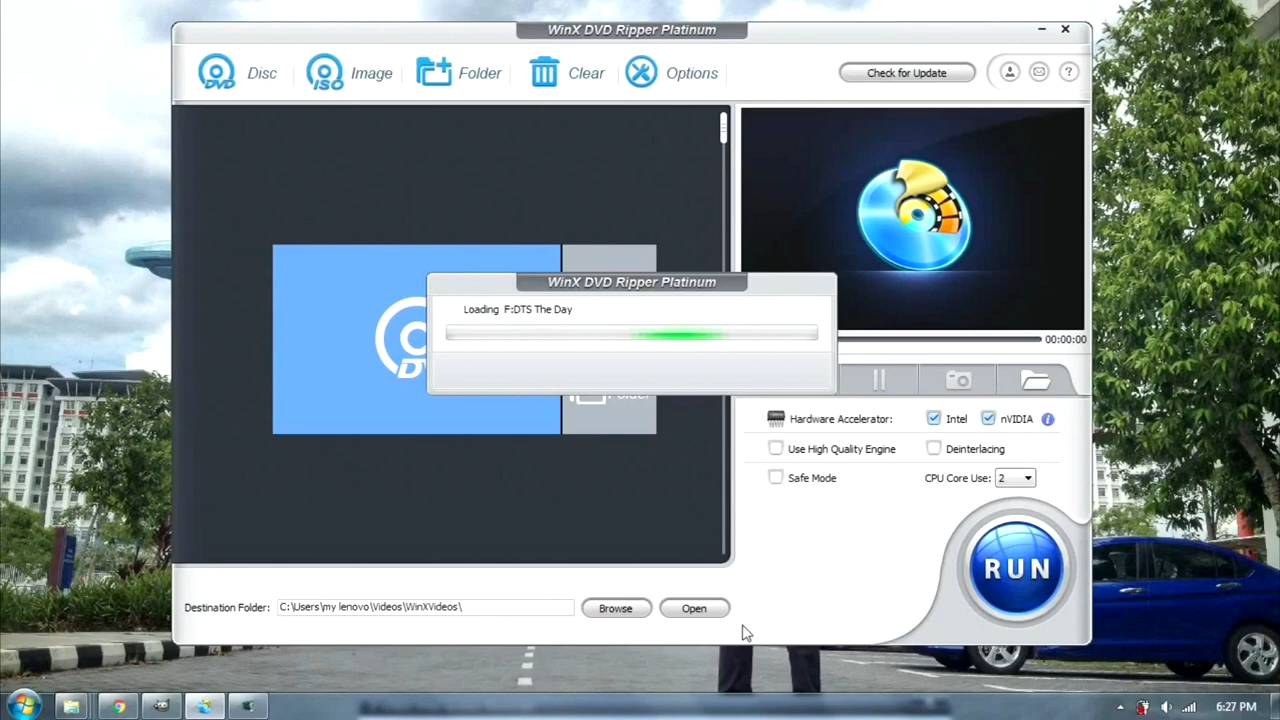 WinX DVD Ripper Platinum
DVD Disc
ISO Image
Folder
Clear
Options
Check for Update
?
WinX DVD Ripper Platinum
Loading F:DTS The Day
00:00:00
Hardware Accelerator: Intel nVIDIA i
Use High Quality Engine Deinterlacing
Safe Mode CPU Core Use: 2
RUN
Destination Folder: C:\Users\my lenovo\Videos\WinXVideos\ Browse Open
6:27 PM